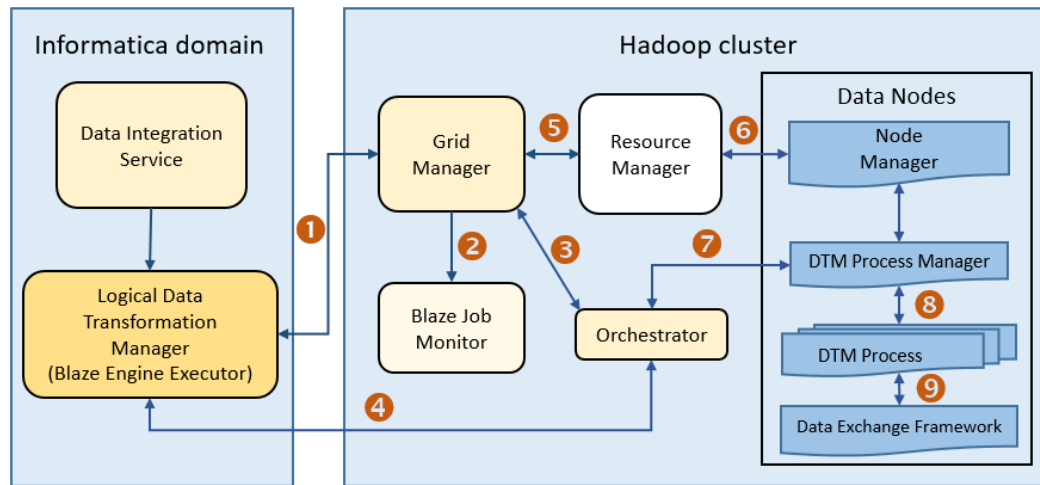 Informatica domain
Data Integration
Service
Logical Data
Transformation
Manager
(Blaze Engine Executor)
1
Hadoop cluster
Grid
Manager
5
Resource
Manager
6
2
3
7
Blaze Job
Monitor
Orchestrator
4
Data Nodes
Node
Manager
DTM Process Manager
8
DTM Process
9
Data Exchange Framework